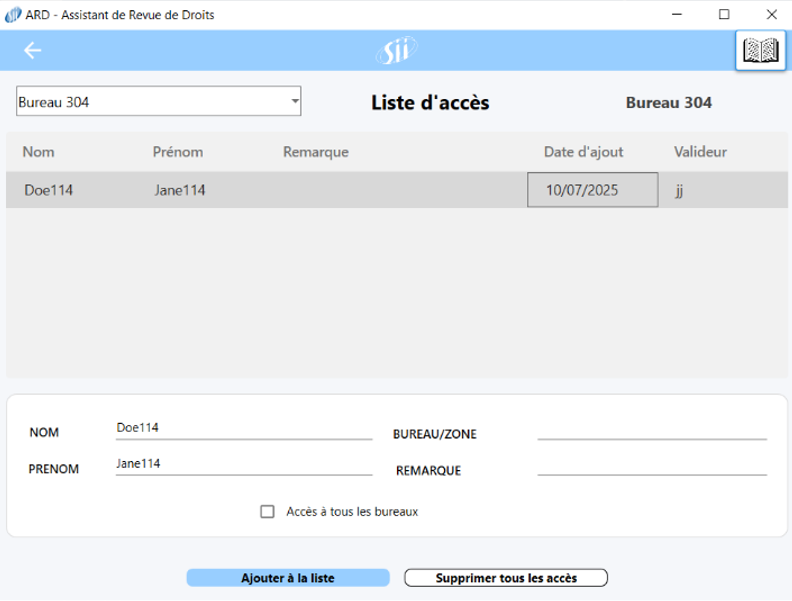 ARD - Assistant de Revue de Droits
sii
Bureau 304
Liste d'accès
Bureau 304
Nom Prénom Remarque Date d'ajout Valideur
Doe114 Jane114 10/07/2025 jj
NOM Doe114 BUREAU/ZONE
PRENOM Jane114 REMARQUE
Accès à tous les bureaux
Ajouter à la liste Supprimer tous les accès